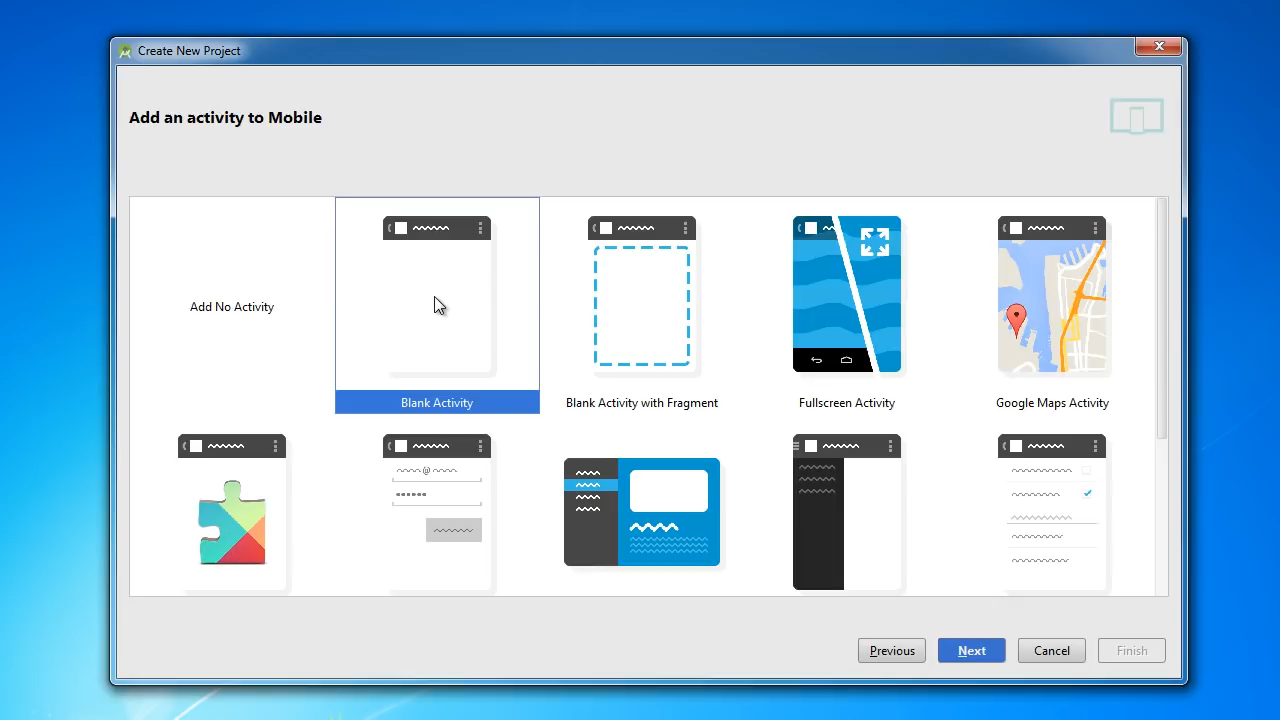 Create New Project
Add an activity to Mobile
Add No Activity
Blank Activity
Blank Activity with Fragment
Fullscreen Activity
Google Maps Activity
@
Previous
Next
Cancel
Finish